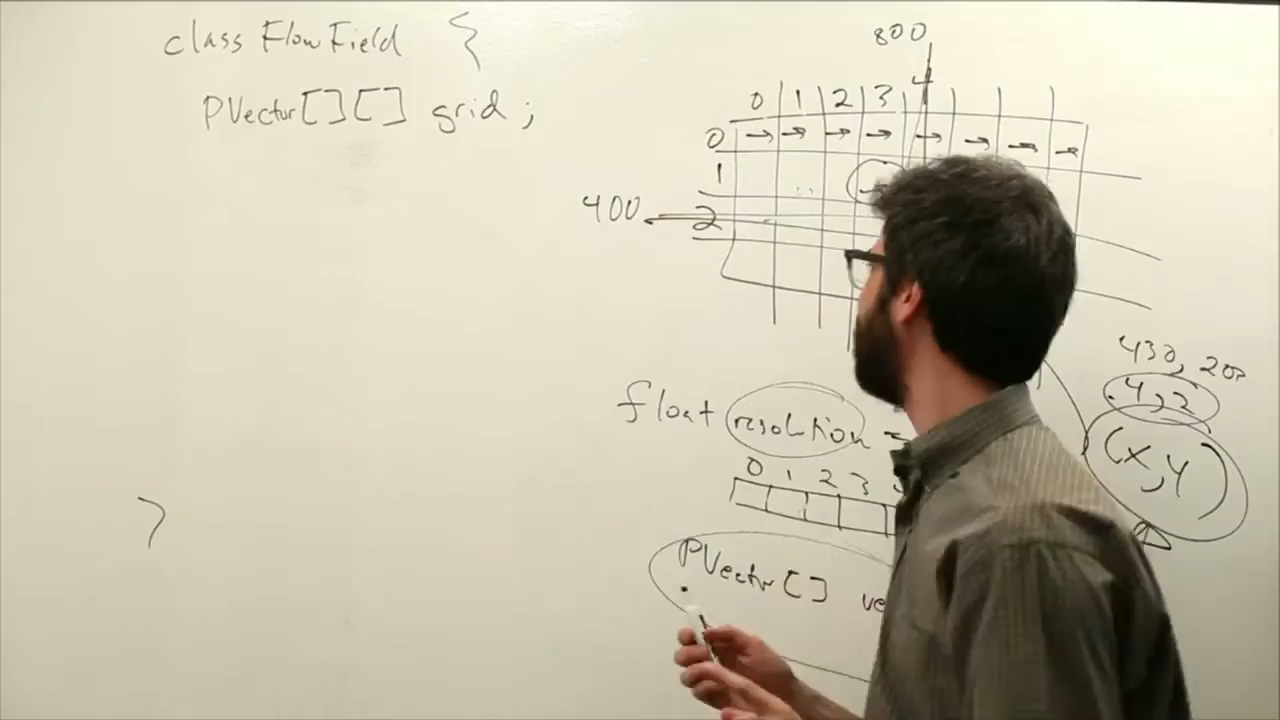 class FlowField {
PVector[][] grid;
}
800
0 1 2 3 4
0
1
400
2
430, 200
.4,2
(x,y)
float resolution =
0 1 2 3
PVector[]